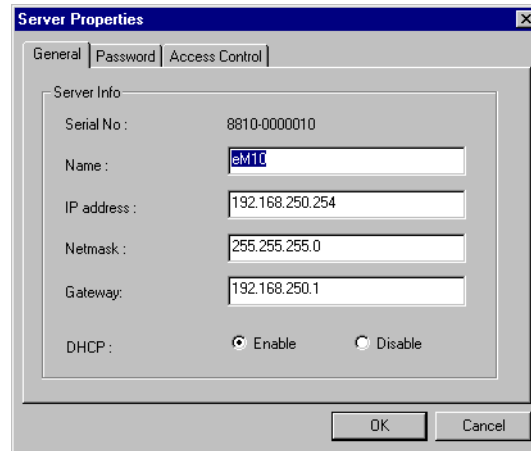 Server Properties
General Password Access Control
Server Info
Serial No : 8810-0000010
Name : eM10
IP address : 192.168.250.254
Netmask : 255.255.255.0
Gateway: 192.168.250.1
DHCP : Enable Disable
OK Cancel